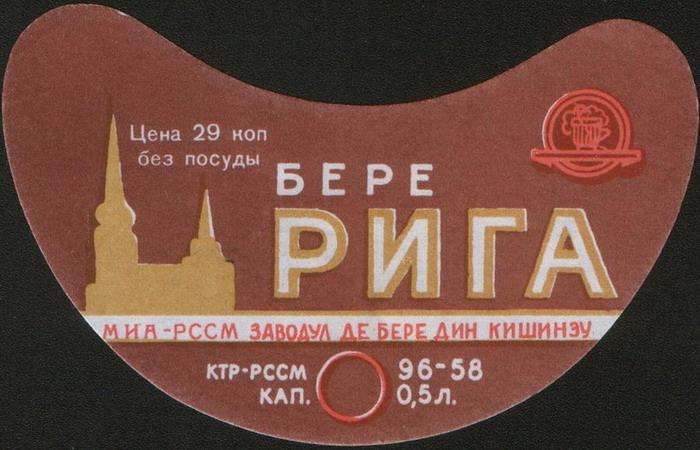 Цена 29 коп
без посуды
БЕРЕ
РИГА
МИА-РССМ ЗАВОДУЛ ДЕ БЕРЕ ДИН КИШИНЭУ
КТР-РССМ 96-58
КАП. 0,5л.